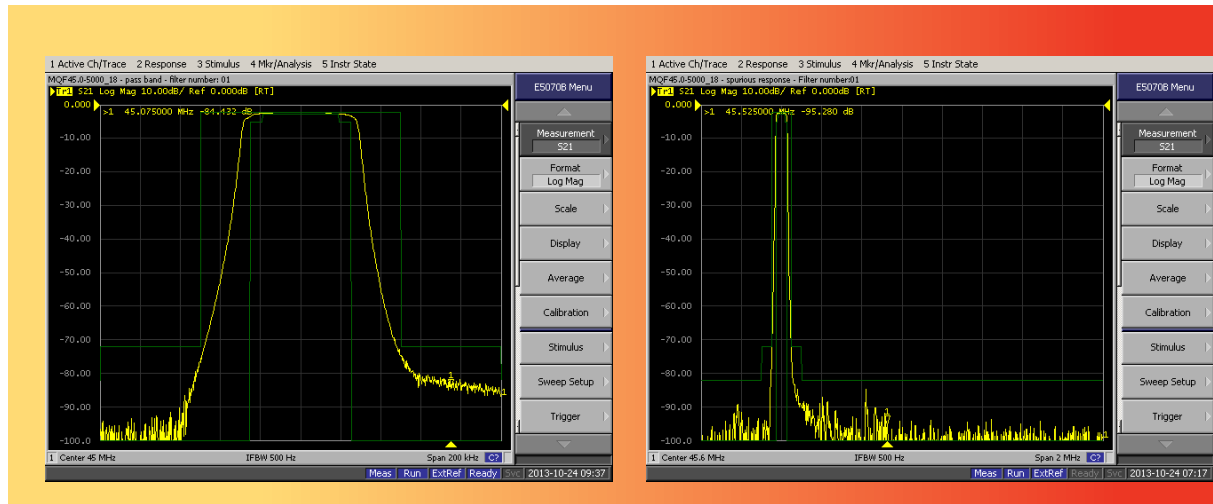 1 Active Ch/Trace 2 Response 3 Stimulus 4 Mkr/Analysis 5 Instr State
MQF45.0-5000_18 - pass band - filter number: 01
Tr1 S21 Log Mag 10.00dB/ Ref 0.000dB [RT]
>1 45.075000 MHz -84.432 dB
0.000
-10.00
-20.00
-30.00
-40.00
-50.00
-60.00
-70.00
-80.00
-90.00
-100.0
1
1
1 Center 45 MHz IFBW 500 Hz Span 200 kHz C?
Meas Run ExtRef Ready Svc 2013-10-24 09:37
E5070B Menu
Measurement
S21
Format
Log Mag
Scale
Display
Average
Calibration
Stimulus
Sweep Setup
Trigger
1 Active Ch/Trace 2 Response 3 Stimulus 4 Mkr/Analysis 5 Instr State
MQF45.0-5000_18 - spurious response - Filter number:01
Tr1 S21 Log Mag 10.00dB/ Ref 0.000dB [RT]
>1 45.525000 MHz -95.280 dB
0.000
-10.00
-20.00
-30.00
-40.00
-50.00
-60.00
-70.00
-80.00
-90.00
-100.0
1
1
1 Center 45.6 MHz IFBW 500 Hz Span 2 MHz C?
Meas Run ExtRef Ready Svc 2013-10-24 07:17
E5070B Menu
Measurement
S21
Format
Log Mag
Scale
Display
Average
Calibration
Stimulus
Sweep Setup
Trigger